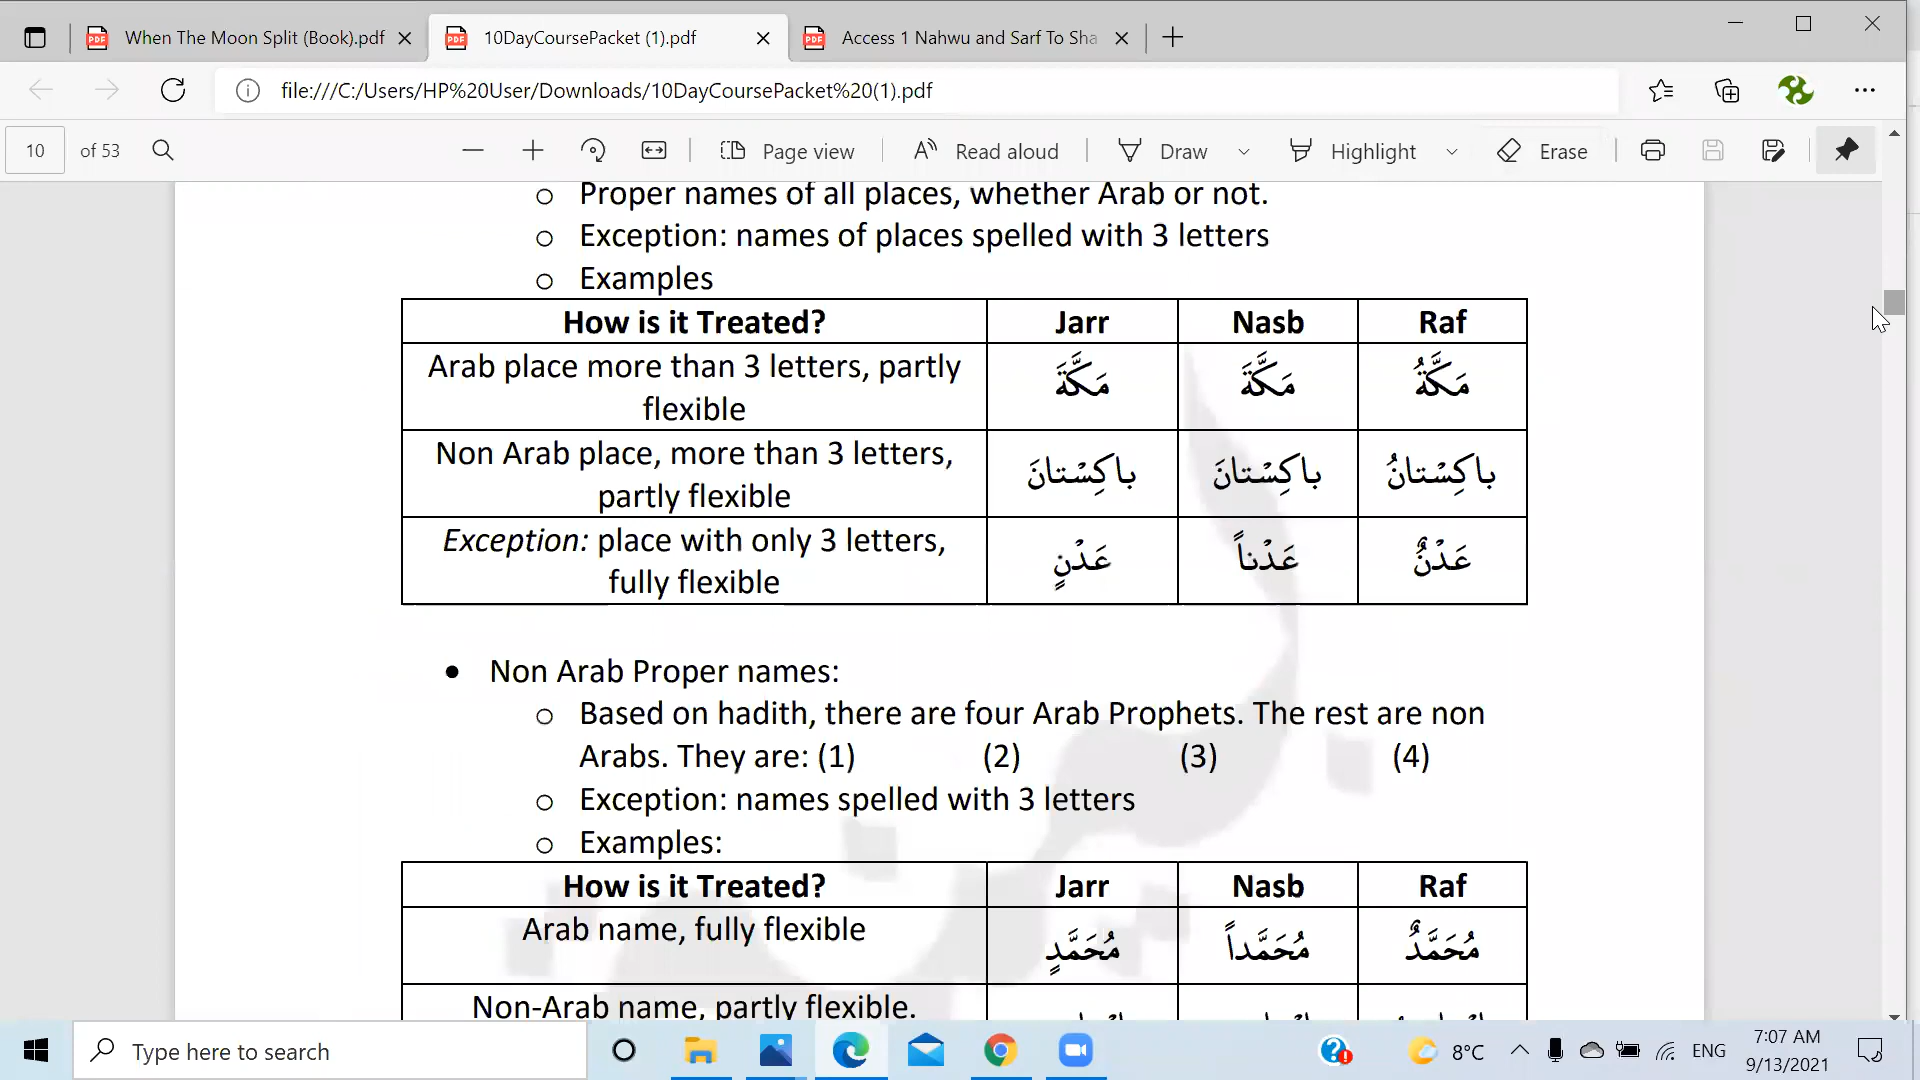 When The Moon Split (Book).pdf
10DayCoursePacket (1).pdf
Access 1 Nahwu and Sarf To Sha
file:///C:/Users/HP%20User/Downloads/10DayCoursePacket%20(1).pdf
10 of 53 Page view Read aloud Draw Highlight Erase
o Proper names of all places, whether Arab or not.
o Exception: names of places spelled with 3 letters
o Examples
How is it Treated? Jarr Nasb Raf
Arab place more than 3 letters, partly مَكَّةَ مَكَّةَ مَكَّةُ
flexible
Non Arab place, more than 3 letters, باكِسْتانَ باكِسْتانَ باكِسْتانُ
partly flexible
Exception: place with only 3 letters, عَدْنٍ عَدْناً عَدْنٌ
fully flexible
• Non Arab Proper names:
o Based on hadith, there are four Arab Prophets. The rest are non
Arabs. They are: (1) (2) (3) (4)
o Exception: names spelled with 3 letters
o Examples:
How is it Treated? Jarr Nasb Raf
Arab name, fully flexible مُحَمَّدٍ مُحَمَّداً مُحَمَّدٌ
Non-Arab name, partly flexible.
Type here to search
8°C ENG
7:07 AM
9/13/2021